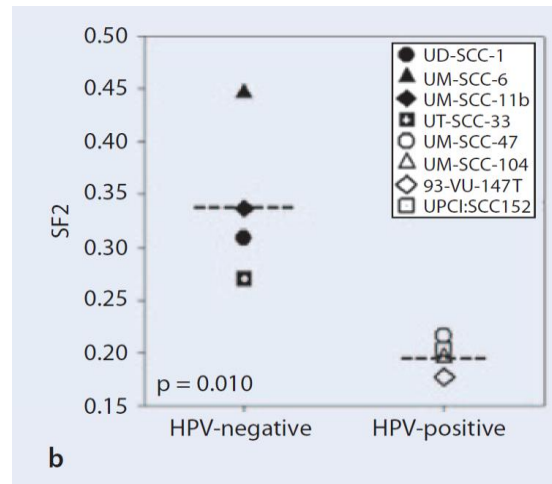 0.50
0.45
0.40
0.35
0.30
0.25
0.20
0.15
SF2
UD-SCC-1
UM-SCC-6
UM-SCC-11b
UT-SCC-33
UM-SCC-47
UM-SCC-104
93-VU-147T
UPCI:SCC152
p = 0.010
HPV-negative HPV-positive
b